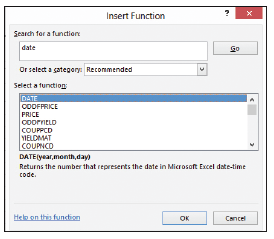 Insert Function
? ×
Search for a function:
date
Go
Or select a category: Recommended
Select a function:
DATE
ODDFPRICE
PRICE
ODDFYIELD
COUPPCD
YIELDMAT
COUPNCD
DATE(year,month,day)
Returns the number that represents the date in Microsoft Excel date-time
code.
Help on this function
OK
Cancel